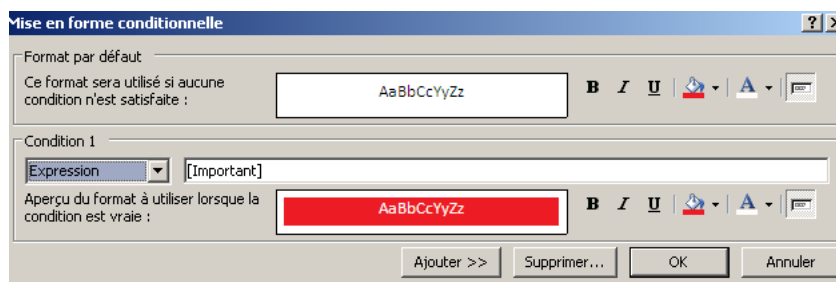 Mise en forme conditionnelle
Format par défaut
Ce format sera utilisé si aucune
condition n'est satisfaite :
AaBbCcYyZz
B I U A
Condition 1
Expression [Important]
Aperçu du format à utiliser lorsque la
condition est vraie :
AaBbCcYyZz
B I U A
Ajouter >> Supprimer... OK Annuler